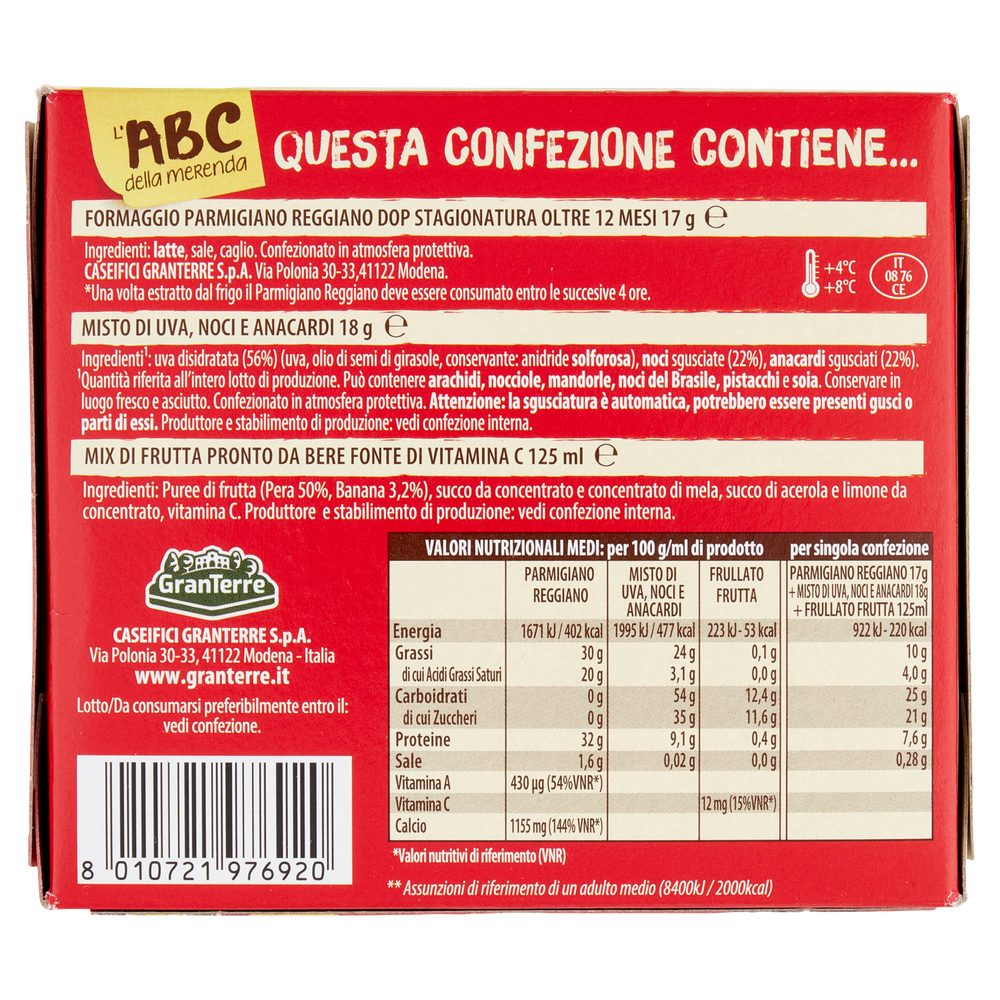 L'ABC
della merenda
QUESTA CONFEZIONE CONTIENE...
FORMAGGIO PARMIGIANO REGGIANO DOP STAGIONATURA OLTRE 12 MESI 17 g ℮
Ingredienti: latte, sale, caglio. Confezionato in atmosfera protettiva.
CASEIFICI GRANTERRE S.p.A. Via Polonia 30-33,41122 Modena.
*Una volta estratto dal frigo il Parmigiano Reggiano deve essere consumato entro le succesive 4 ore.
+4°C
+8°C
IT
08 76
CE
MISTO DI UVA, NOCI E ANACARDI 18 g ℮
Ingredienti¹: uva disidratata (56%) (uva, olio di semi di girasole, conservante: anidride solforosa), noci sgusciate (22%), anacardi sgusciati (22%).
¹Quantità riferita all'intero lotto di produzione. Può contenere arachidi, nocciole, mandorle, noci del Brasile, pistacchi e soia. Conservare in
luogo fresco e asciutto. Confezionato in atmosfera protettiva. Attenzione: la sgusciatura è automatica, potrebbero essere presenti gusci o
parti di essi. Produttore e stabilimento di produzione: vedi confezione interna.
MIX DI FRUTTA PRONTO DA BERE FONTE DI VITAMINA C 125 ml ℮
Ingredienti: Puree di frutta (Pera 50%, Banana 3,2%), succo da concentrato e concentrato di mela, succo di acerola e limone da
concentrato, vitamina C. Produttore e stabilimento di produzione: vedi confezione interna.
GranTerre
CASEIFICI GRANTERRE S.p.A.
Via Polonia 30-33, 41122 Modena - Italia
www.granterre.it
Lotto/Da consumarsi preferibilmente entro il:
vedi confezione.
8 010721 976920
VALORI NUTRIZIONALI MEDI: per 100 g/ml di prodotto per singola confezione
PARMIGIANO REGGIANO MISTO DI UVA, NOCI E ANACARDI FRULLATO FRUTTA PARMIGIANO REGGIANO 17g + MISTO DI UVA, NOCI E ANACARDI 18g + FRULLATO FRUTTA 125ml
Energia 1671 kJ / 402 kcal 1995 kJ / 477 kcal 223 kJ - 53 kcal 922 kJ - 220 kcal
Grassi 30 g 24 g 0,1 g 10 g
di cui Acidi Grassi Saturi 20 g 3,1 g 0,0 g 4,0 g
Carboidrati 0 g 54 g 12,4 g 25 g
di cui Zuccheri 0 g 35 g 11,6 g 21 g
Proteine 32 g 9,1 g 0,4 g 7,6 g
Sale 1,6 g 0,02 g 0,0 g 0,28 g
Vitamina A 430 µg (54%VNR*)
Vitamina C 12 mg (15%VNR*)
Calcio 1155 mg (144% VNR*)
*Valori nutritivi di riferimento (VNR)
** Assunzioni di riferimento di un adulto medio (8400kJ / 2000kcal)